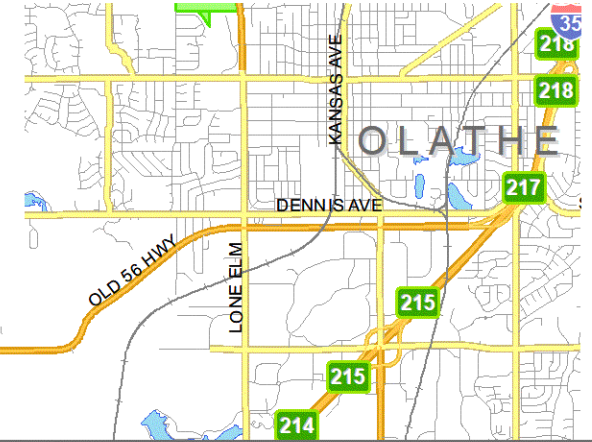 35
218
218
KANSAS AVE
OLATHE
217
DENNIS AVE
OLD 56 HWY
LONE ELM
215
215
214